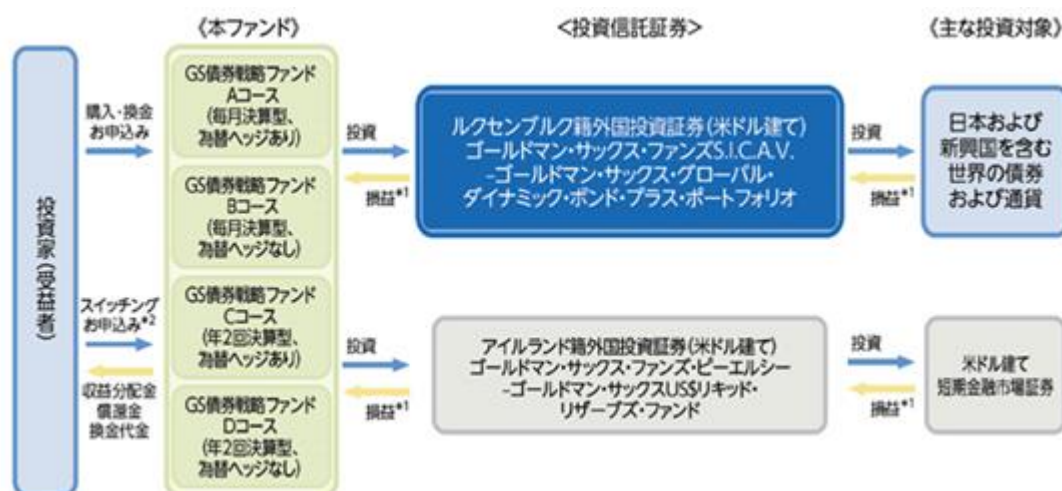 《本ファンド》
<投資信託証券>
《主な投資対象》
投資家(受益者)
購入・換金
お申込み
スイッチング
お申込み*2
収益分配金
償還金
換金代金
GS債券戦略ファンド
Aコース
(毎月決算型、
為替ヘッジあり)
GS債券戦略ファンド
Bコース
(毎月決算型、
為替ヘッジなし)
GS債券戦略ファンド
Cコース
(年2回決算型、
為替ヘッジあり)
GS債券戦略ファンド
Dコース
(年2回決算型、
為替ヘッジなし)
投資
損益*1
ルクセンブルク籍外国投資証券(米ドル建て)
ゴールドマン・サックス・ファンズS.I.C.A.V.
-ゴールドマン・サックス・グローバル・
ダイナミック・ボンド・プラス・ポートフォリオ
投資
損益*1
日本および
新興国を含む
世界の債券
および通貨
投資
損益*1
アイルランド籍外国投資証券(米ドル建て)
ゴールドマン・サックス・ファンズ・ピーエルシー
-ゴールドマン・サックスUS$リキッド・
リザーブズ・ファンド
投資
損益*1
米ドル建て
短期金融市場証券